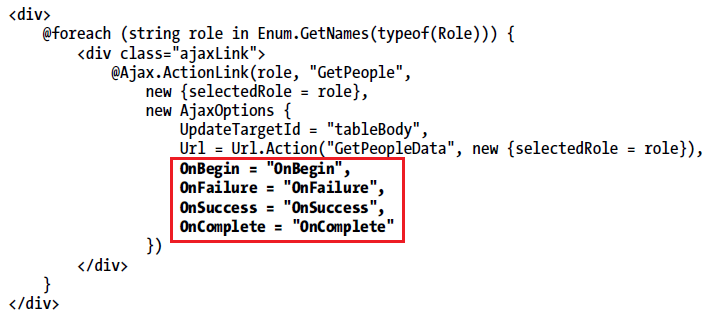 <div>
    @foreach (string role in Enum.GetNames(typeof(Role))) {
        <div class="ajaxLink">
            @Ajax.ActionLink(role, "GetPeople",
                new {selectedRole = role},
                new AjaxOptions {
                    UpdateTargetId = "tableBody",
                    Url = Url.Action("GetPeopleData", new {selectedRole = role}),
                    OnBegin = "OnBegin",
                    OnFailure = "OnFailure",
                    OnSuccess = "OnSuccess",
                    OnComplete = "OnComplete"
                })
        </div>
    }
</div>